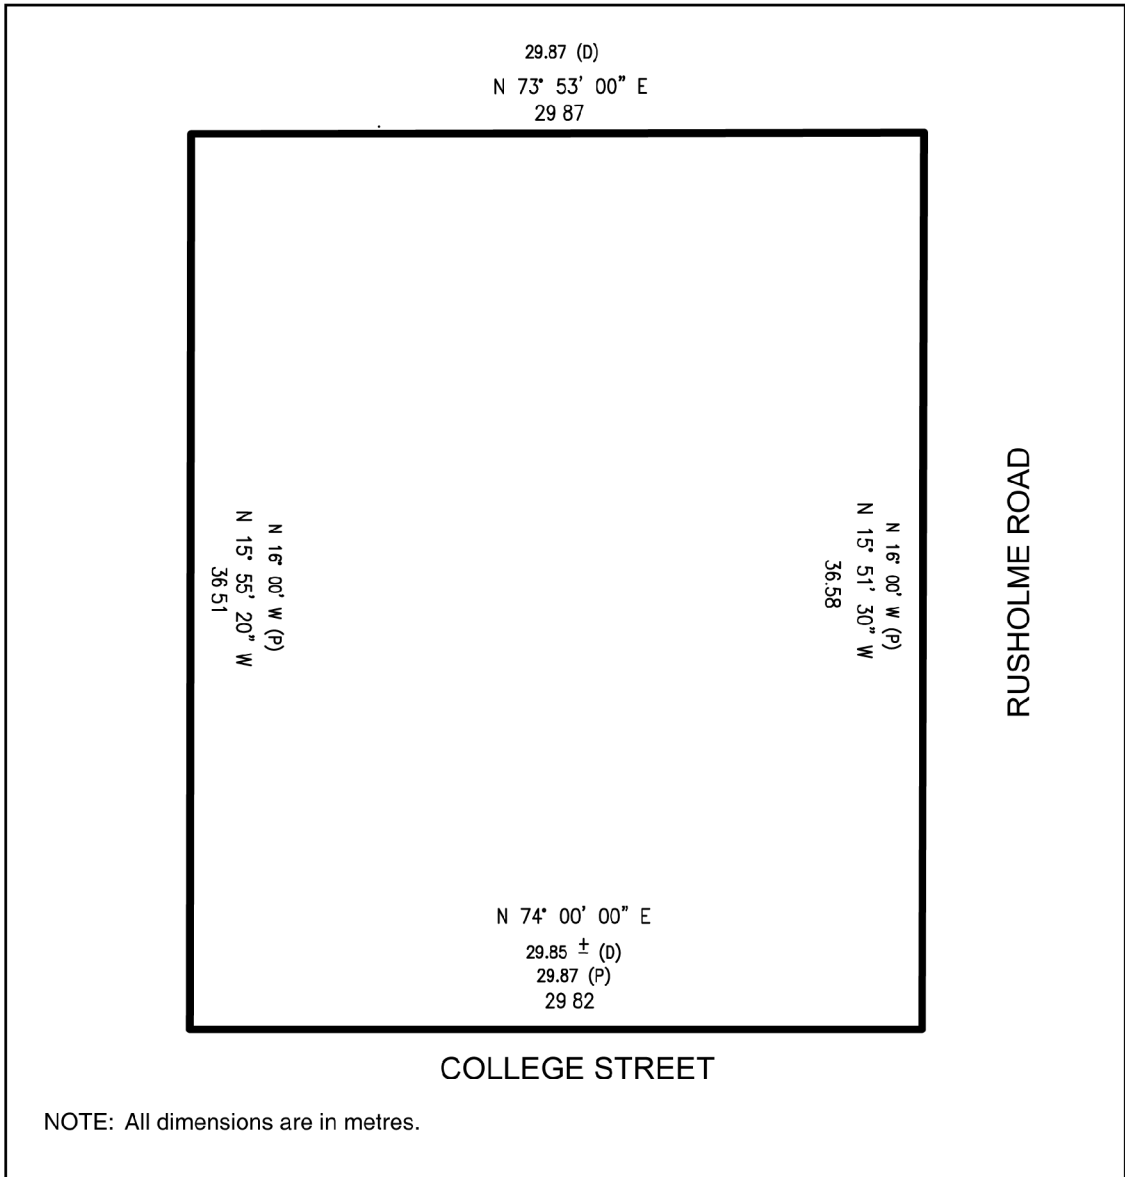 29.87 (D)
N 73° 53' 00" E
29 87
N 16° 00' W (P)
N 15° 55' 20" W
36 51
N 16° 00' W (P)
N 15° 51' 30" W
36.58
RUSHOLME ROAD
N 74° 00' 00" E
29.85 ± (D)
29.87 (P)
29 82
COLLEGE STREET
NOTE: All dimensions are in metres.